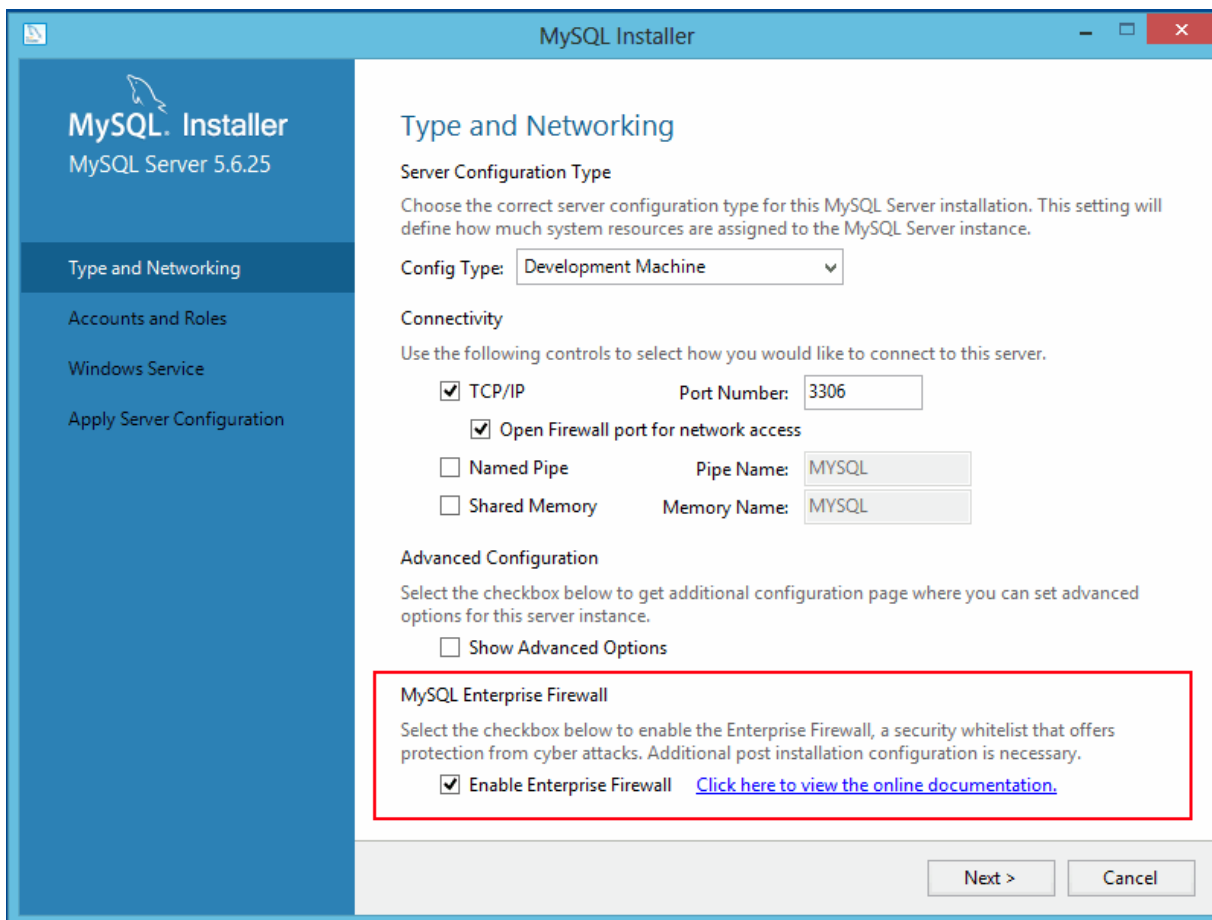 MySQL Installer
MySQL. Installer
MySQL Server 5.6.25
Type and Networking
Accounts and Roles
Windows Service
Apply Server Configuration
Type and Networking
Server Configuration Type
Choose the correct server configuration type for this MySQL Server installation. This setting will
define how much system resources are assigned to the MySQL Server instance.
Config Type: Development Machine
Connectivity
Use the following controls to select how you would like to connect to this server.
TCP/IP Port Number: 3306
Open Firewall port for network access
Named Pipe Pipe Name: MYSQL
Shared Memory Memory Name: MYSQL
Advanced Configuration
Select the checkbox below to get additional configuration page where you can set advanced
options for this server instance.
Show Advanced Options
MySQL Enterprise Firewall
Select the checkbox below to enable the Enterprise Firewall, a security whitelist that offers
protection from cyber attacks. Additional post installation configuration is necessary.
Enable Enterprise Firewall Click here to view the online documentation.
Next > Cancel